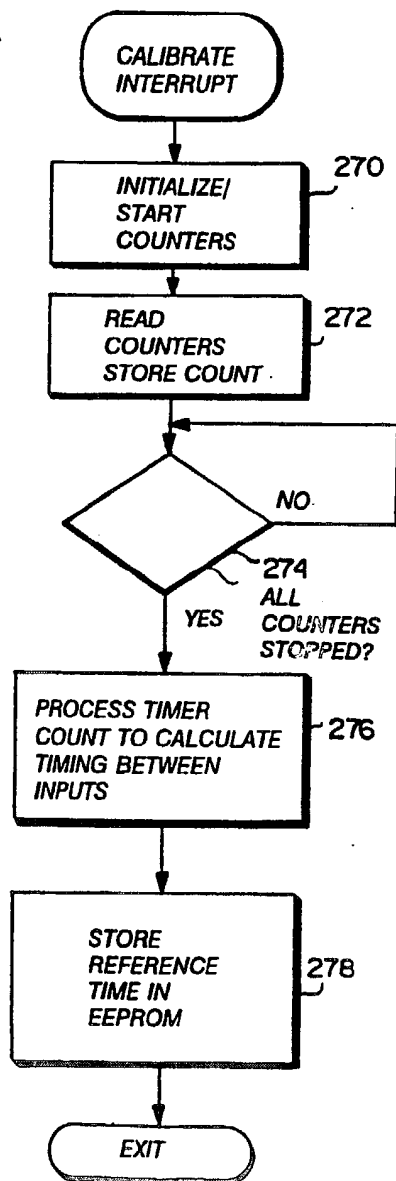 CALIBRATE
INTERRUPT
270
INITIALIZE/
START
COUNTERS
272
READ
COUNTERS
STORE COUNT
NO
274
ALL
COUNTERS
STOPPED?
YES
PROCESS TIMER
COUNT TO CALCULATE
TIMING BETWEEN
INPUTS
276
STORE
REFERENCE
TIME IN
EEPROM
278
EXIT